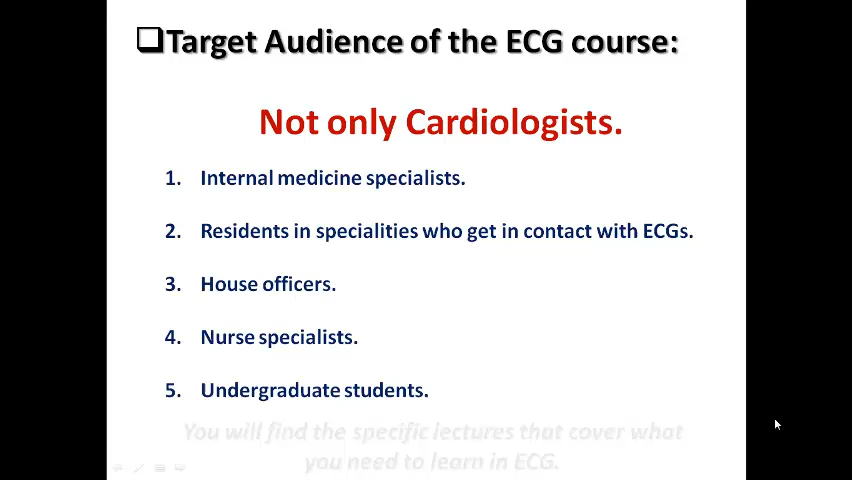 ❑Target Audience of the ECG course:
Not only Cardiologists.
1. Internal medicine specialists.
2. Residents in specialities who get in contact with ECGs.
3. House officers.
4. Nurse specialists.
5. Undergraduate students.
You will find the specific lectures that cover what
you need to learn in ECG.